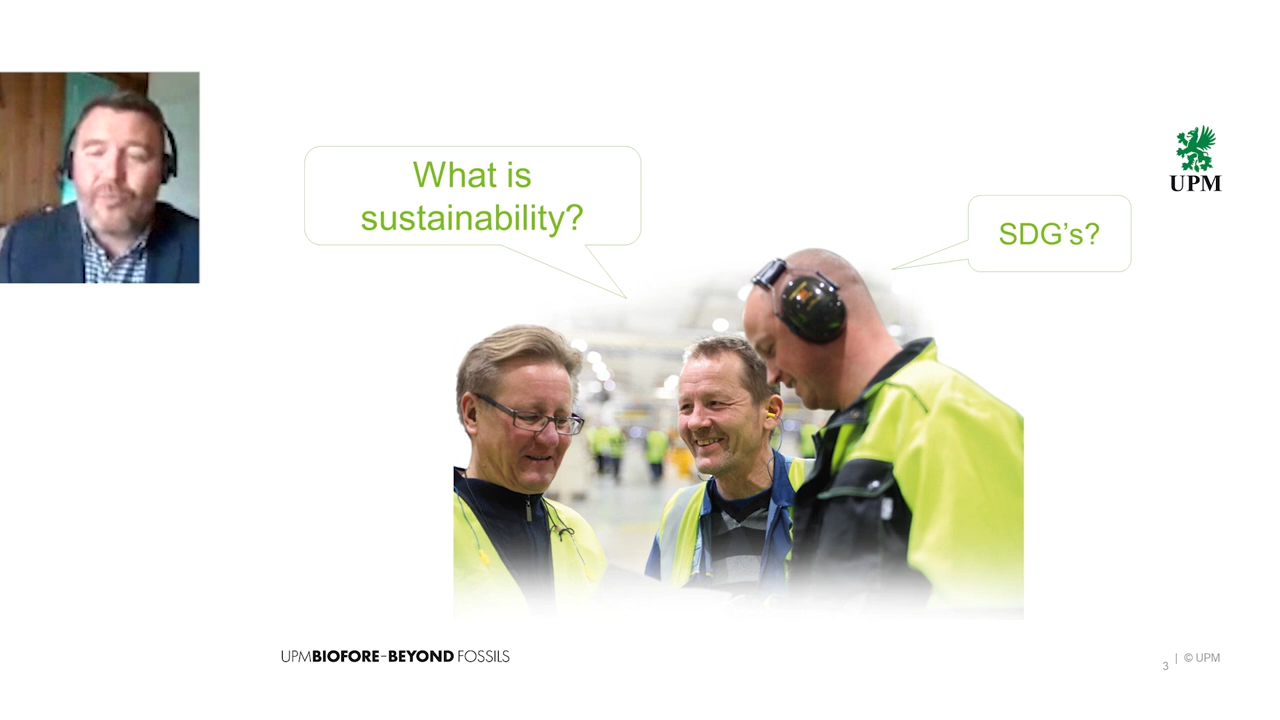 What is
sustainability?
SDG's?
UPM
UPMBIOFORE–BEYOND FOSSILS
3 | © UPM